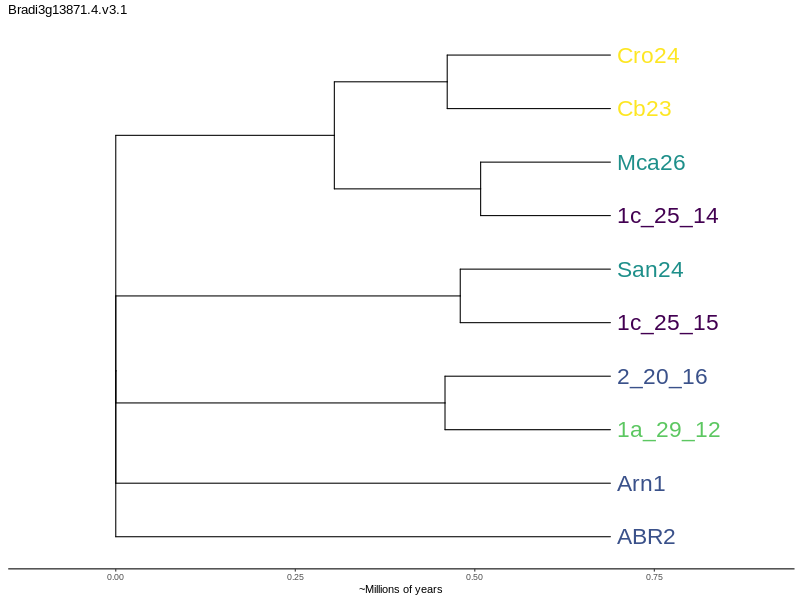 Bradi3g13871.4.v3.1
Cro24
Cb23
Mca26
1c_25_14
San24
1c_25_15
2_20_16
1a_29_12
Arn1
ABR2
0.00 0.25 0.50 0.75
~Millions of years